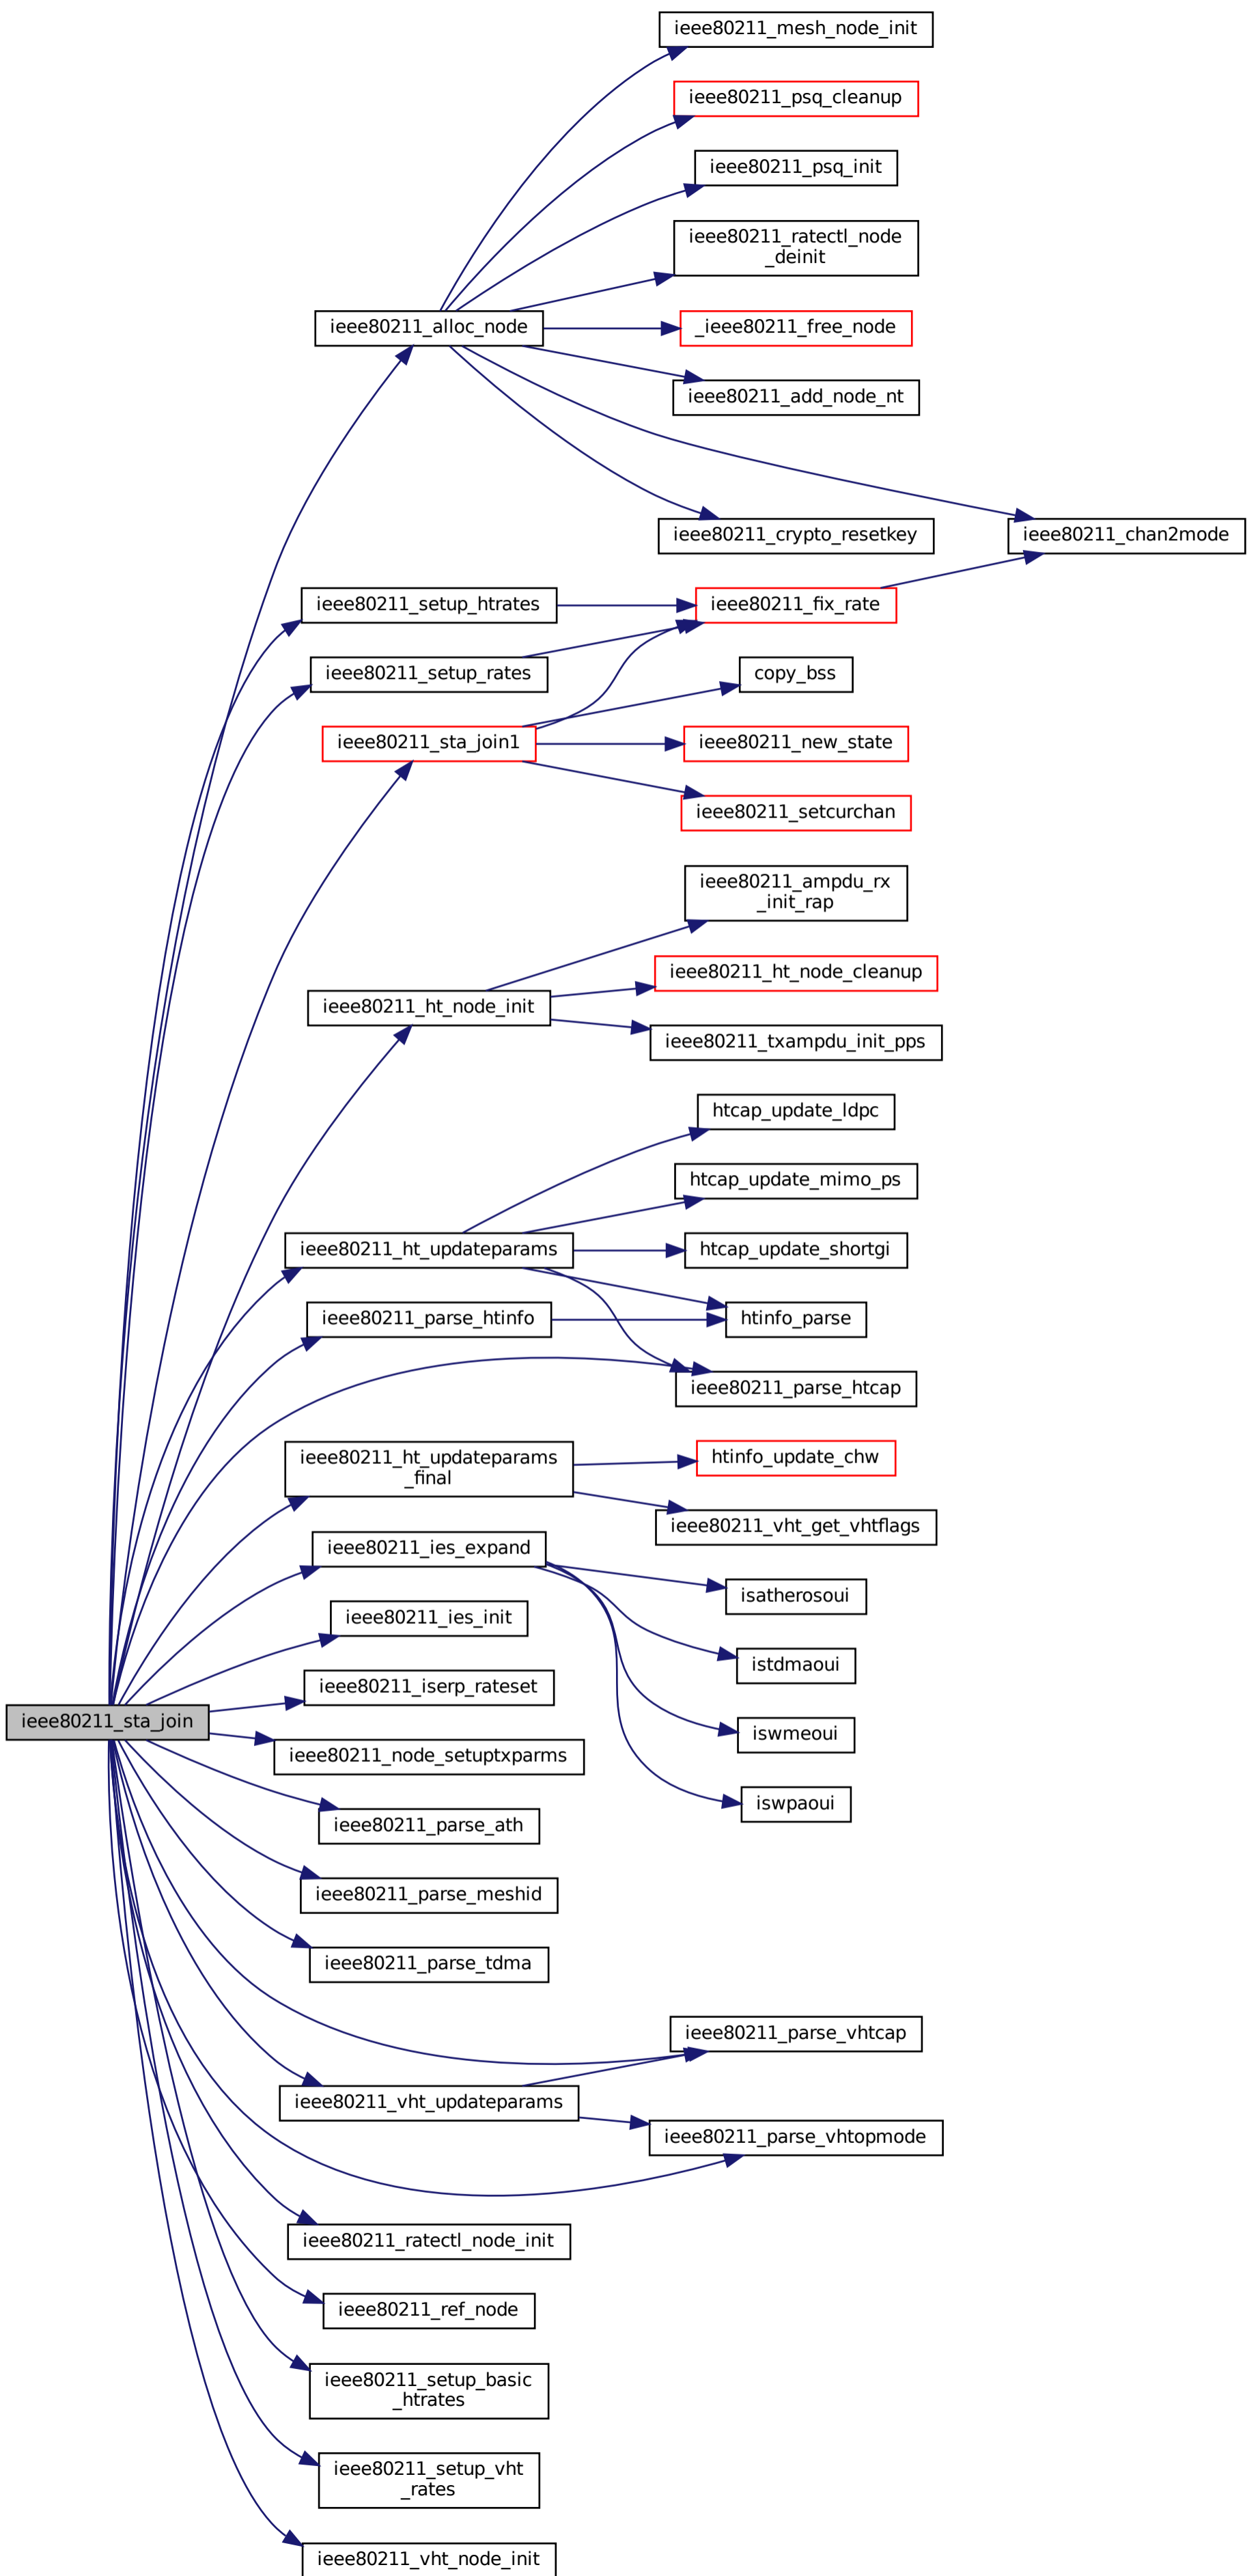 ieee80211_mesh_node_init
ieee80211_psq_cleanup
ieee80211_psq_init
ieee80211_ratectl_node
_deinit
ieee80211_alloc_node
_ieee80211_free_node
ieee80211_add_node_nt
ieee80211_crypto_resetkey
ieee80211_chan2mode
ieee80211_setup_htrates
ieee80211_fix_rate
ieee80211_setup_rates
copy_bss
ieee80211_sta_join1
ieee80211_new_state
ieee80211_setcurchan
ieee80211_ampdu_rx
_init_rap
ieee80211_ht_node_cleanup
ieee80211_ht_node_init
ieee80211_txampdu_init_pps
htcap_update_ldpc
htcap_update_mimo_ps
ieee80211_ht_updateparams
htcap_update_shortgi
ieee80211_parse_htinfo
htinfo_parse
ieee80211_parse_htcap
ieee80211_ht_updateparams
_final
htinfo_update_chw
ieee80211_vht_get_vhtflags
ieee80211_ies_expand
isatherosoui
ieee80211_ies_init
istdmaoui
ieee80211_iserp_rateset
ieee80211_sta_join
iswmeoui
ieee80211_node_setuptxparms
iswpaoui
ieee80211_parse_ath
ieee80211_parse_meshid
ieee80211_parse_tdma
ieee80211_parse_vhtcap
ieee80211_vht_updateparams
ieee80211_parse_vhtopmode
ieee80211_ratectl_node_init
ieee80211_ref_node
ieee80211_setup_basic
_htrates
ieee80211_setup_vht
_rates
ieee80211_vht_node_init